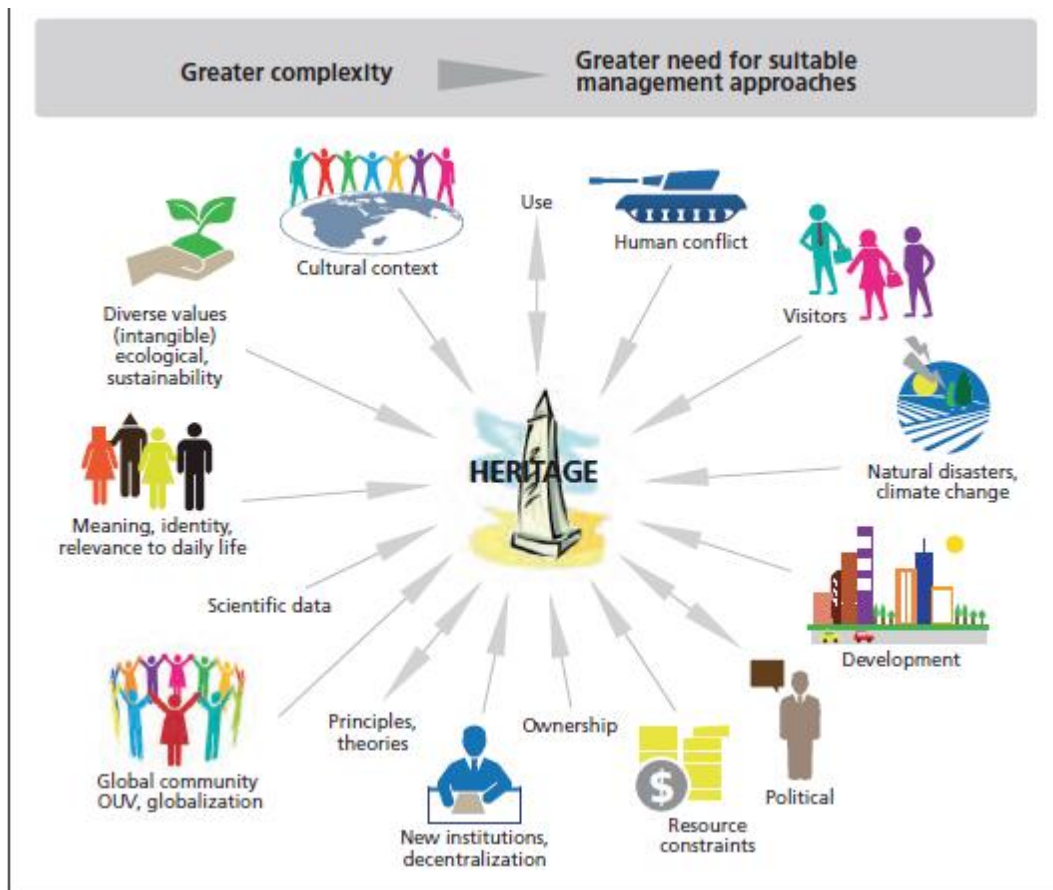 Greater complexity
Greater need for suitable
management approaches
Cultural context
Use
Human conflict
Visitors
Diverse values
(intangible)
ecological,
sustainability
HERITAGE
Natural disasters,
climate change
Meaning, identity,
relevance to daily life
Scientific data
Development
Global community
OUV, globalization
Principles,
theories
New institutions,
decentralization
Ownership
$
Resource
constraints
Political